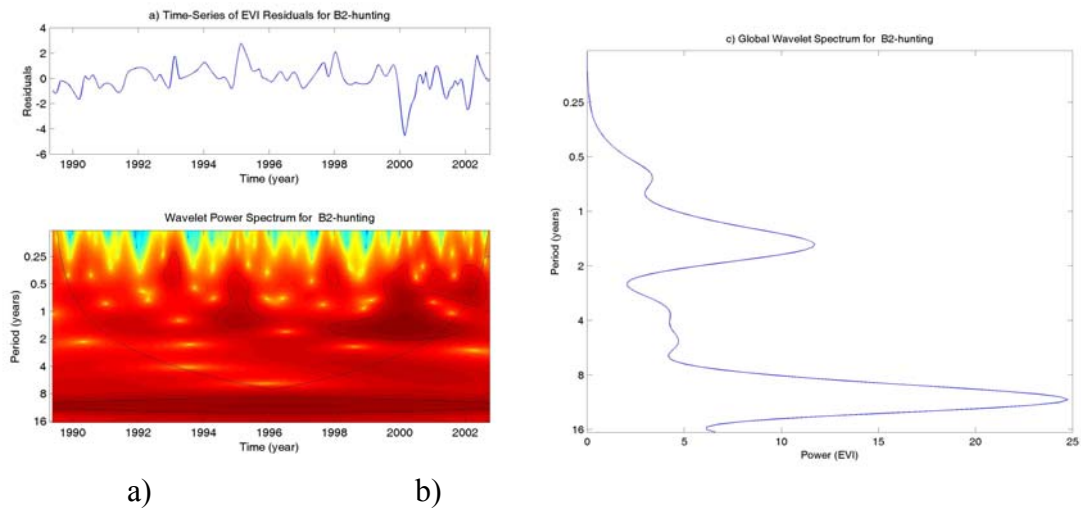 a) Time-Series of EVI Residuals for B2-hunting
4
2
0
-2
-4
-6
Residuals
1990 1992 1994 1996 1998 2000 2002
Time (year)
Wavelet Power Spectrum for B2-hunting
0.25
0.5
1
2
4
8
16
Period (years)
1990 1992 1994 1996 1998 2000 2002
Time (year)
c) Global Wavelet Spectrum for B2-hunting
0.25
0.5
1
2
4
8
16
Period (years)
0 5 10 15 20 25
Power (EVI)
a) b)